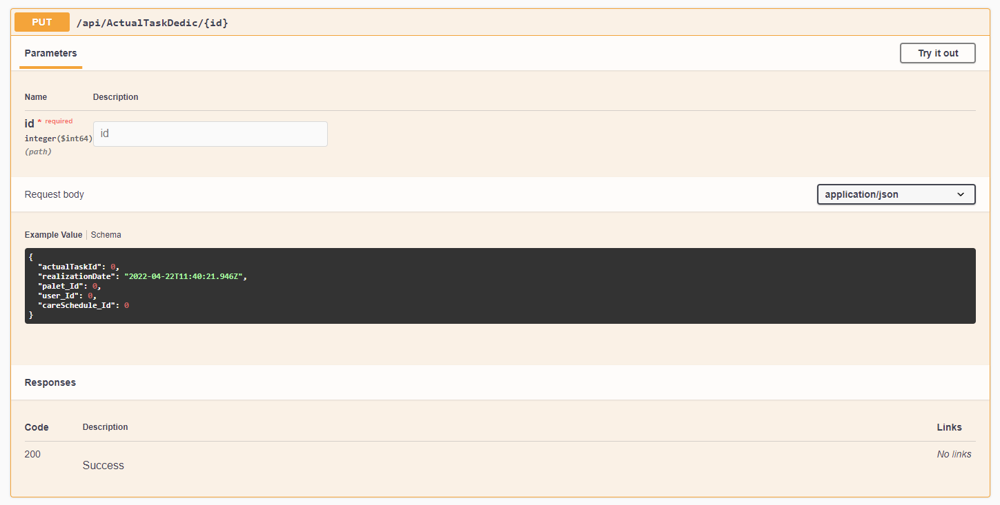 PUT /api/ActualTaskDedic/{id}
Parameters Try it out
Name Description
id * required
integer($int64) id
(path)
Request body application/json
Example Value Schema
{
"actualTaskId": 0,
"realizationDate": "2022-04-22T11:40:21.946Z",
"palet_Id": 0,
"user_Id": 0,
"careSchedule_Id": 0
}
Responses
Code Description Links
200 No links
Success